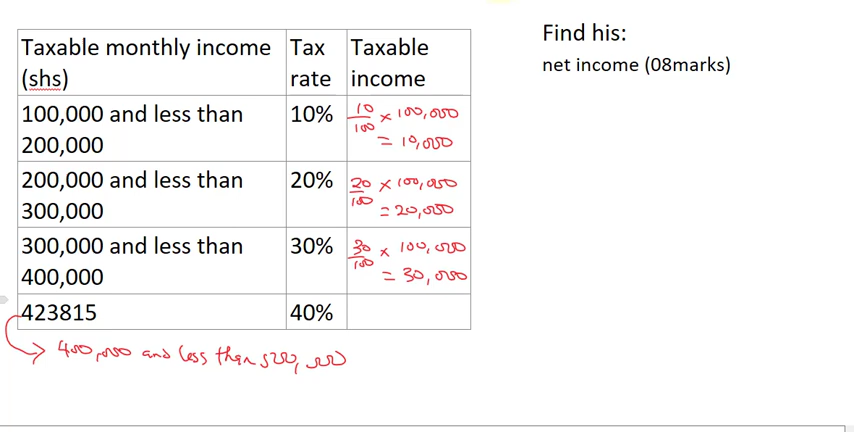 Taxable monthly income (shs) Tax rate Taxable income
100,000 and less than 200,000 10% 10/100 × 100,000 = 10,000
200,000 and less than 300,000 20% 20/100 × 100,000 = 20,000
300,000 and less than 400,000 30% 30/100 × 100,000 = 30,000
423815 40%
400,000 and less than 500,000
Find his:
net income (08marks)